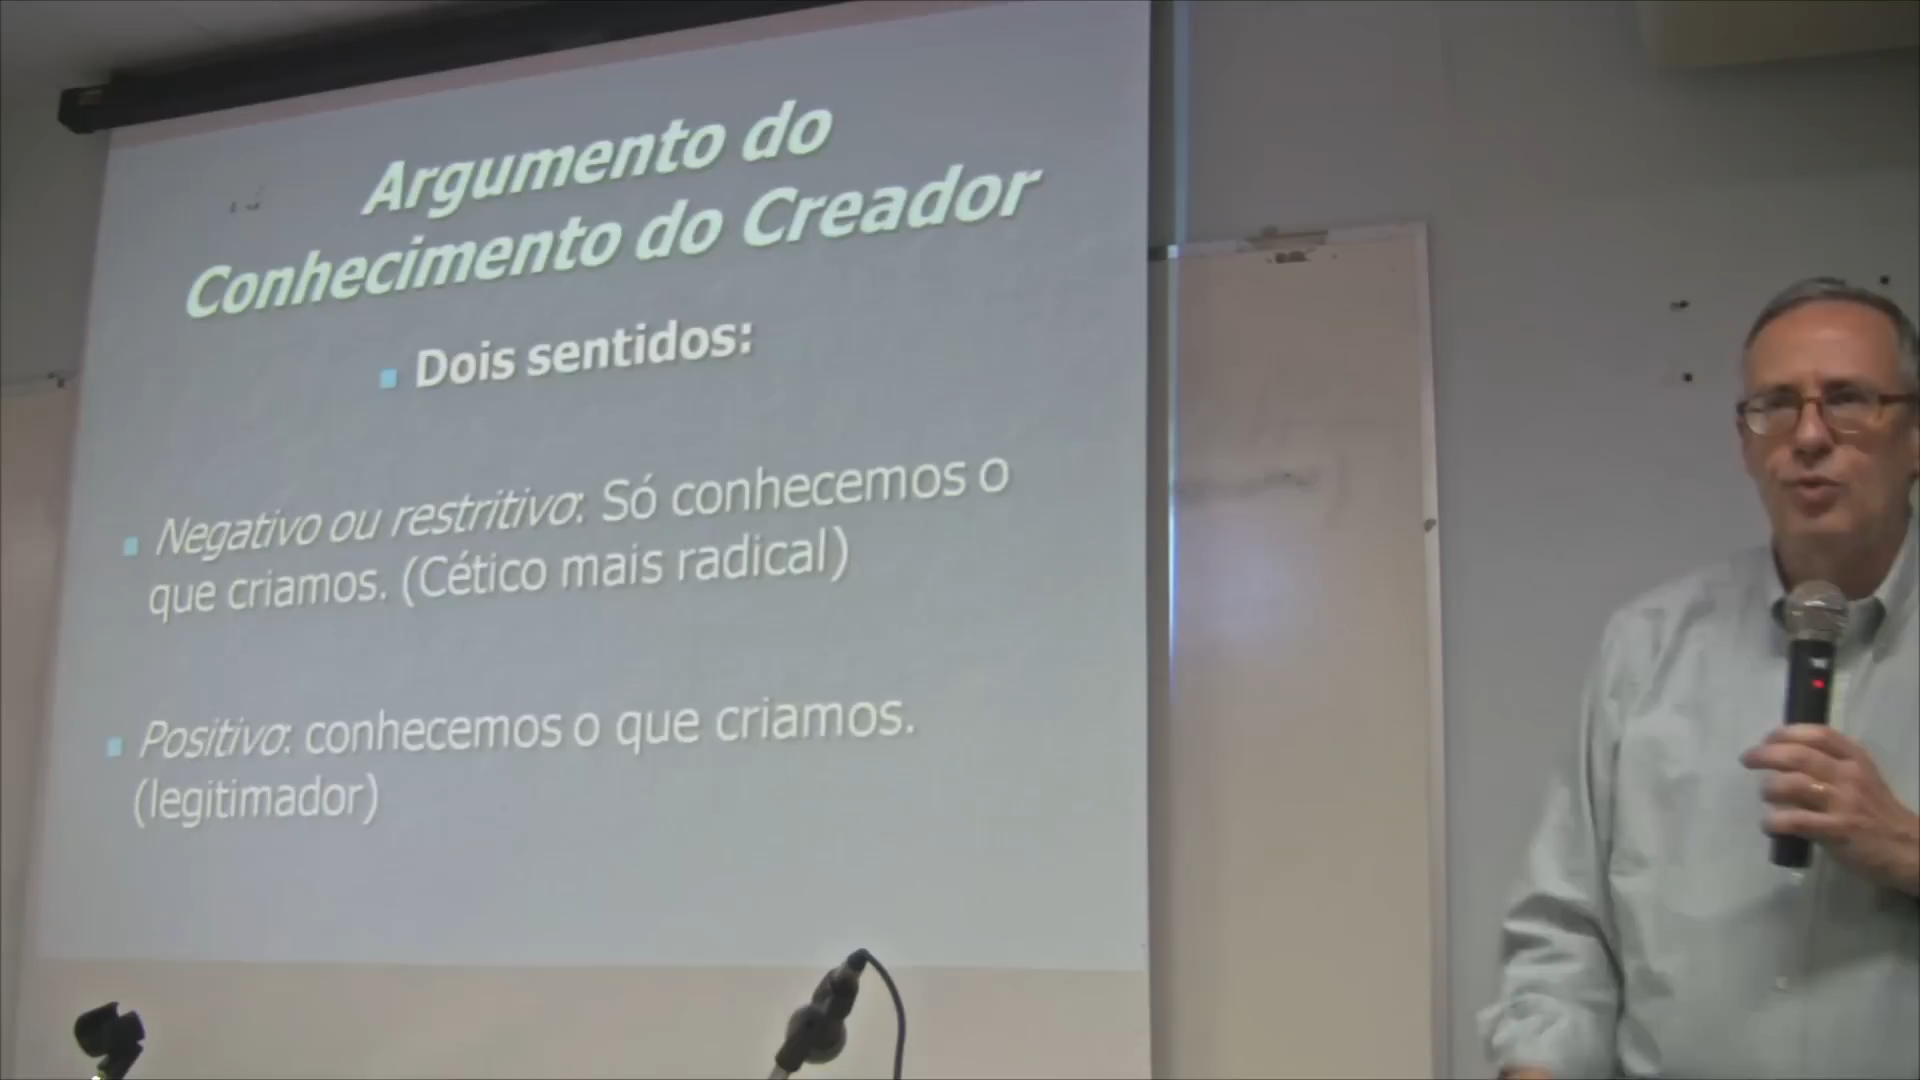 Argumento do
Conhecimento do Creador
Dois sentidos:
Negativo ou restritivo: Só conhecemos o
que criamos. (Cético mais radical)
Positivo: conhecemos o que criamos.
(legitimador)